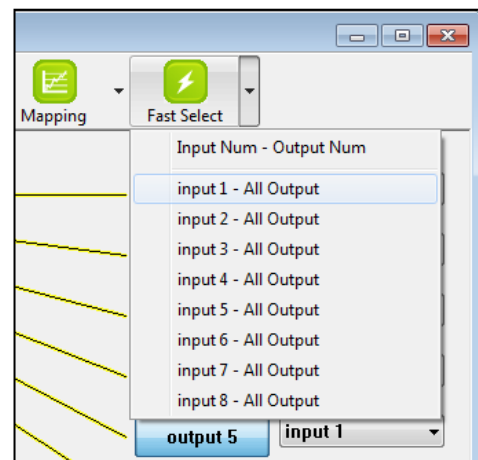 Mapping
Fast Select
Input Num - Output Num
input 1 - All Output
input 2 - All Output
input 3 - All Output
input 4 - All Output
input 5 - All Output
input 6 - All Output
input 7 - All Output
input 8 - All Output
output 5
input 1